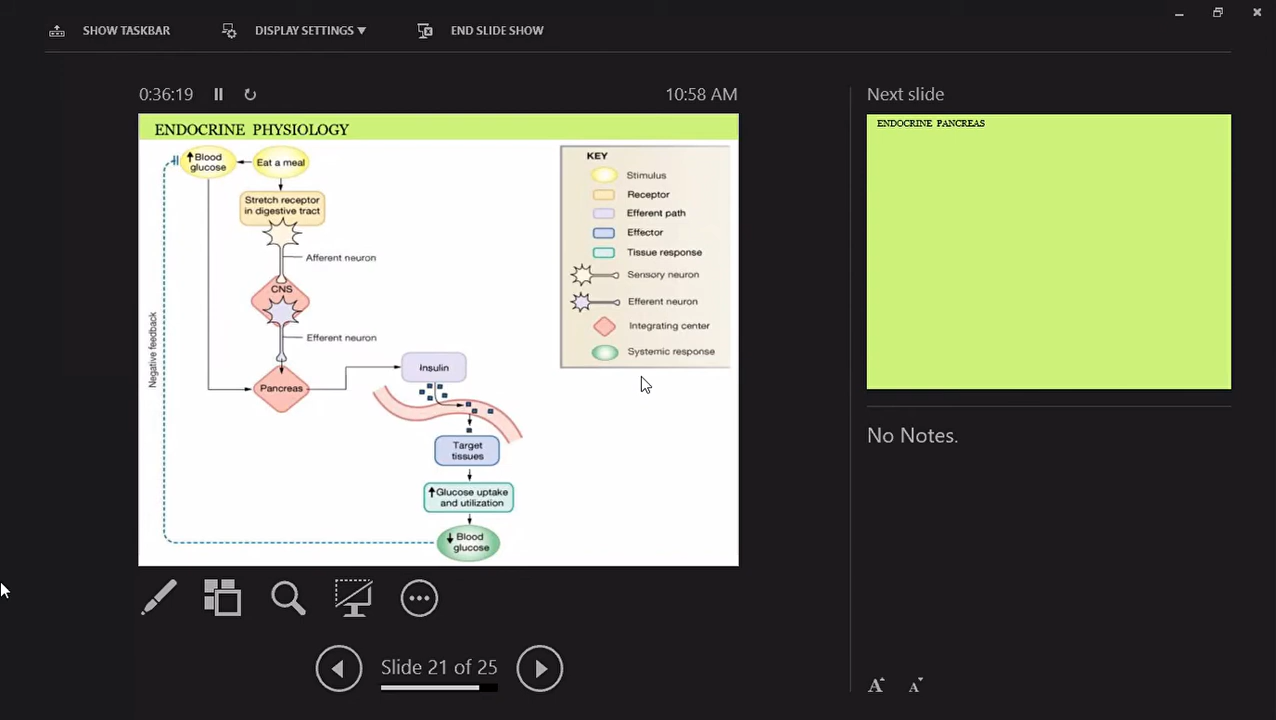 SHOW TASKBAR
DISPLAY SETTINGS
END SLIDE SHOW
0:36:19
10:58 AM
ENDOCRINE PHYSIOLOGY
Blood
glucose
Eat a meal
Stretch receptor
in digestive tract
Afferent neuron
CNS
Efferent neuron
Pancreas
Negative feedback
Insulin
Target
tissues
Glucose uptake
and utilization
Blood
glucose
KEY
Stimulus
Receptor
Efferent path
Effector
Tissue response
Sensory neuron
Efferent neuron
Integrating center
Systemic response
Slide 21 of 25
Next slide
ENDOCRINE PANCREAS
No Notes.
A A